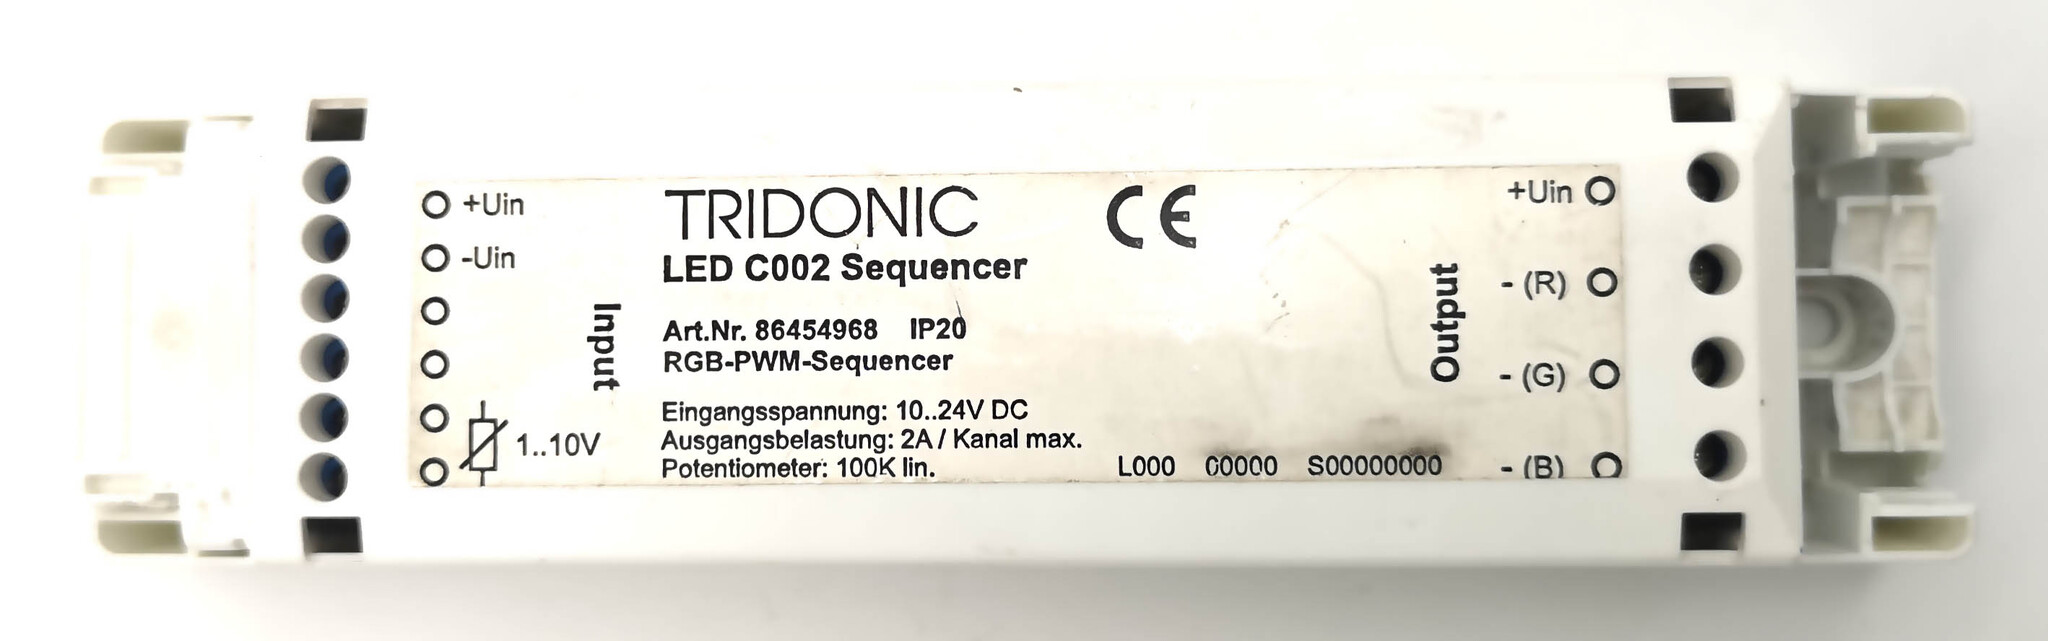 +Uin
-Uin
1..10V
Input
TRIDONIC
CE
LED C002 Sequencer
Art.Nr. 86454968 IP20
RGB-PWM-Sequencer
Eingangsspannung: 10..24V DC
Ausgangsbelastung: 2A / Kanal max.
Potentiometer: 100K lin.
L000 00000 S00000000
Output
+Uin
- (R)
- (G)
- (B)